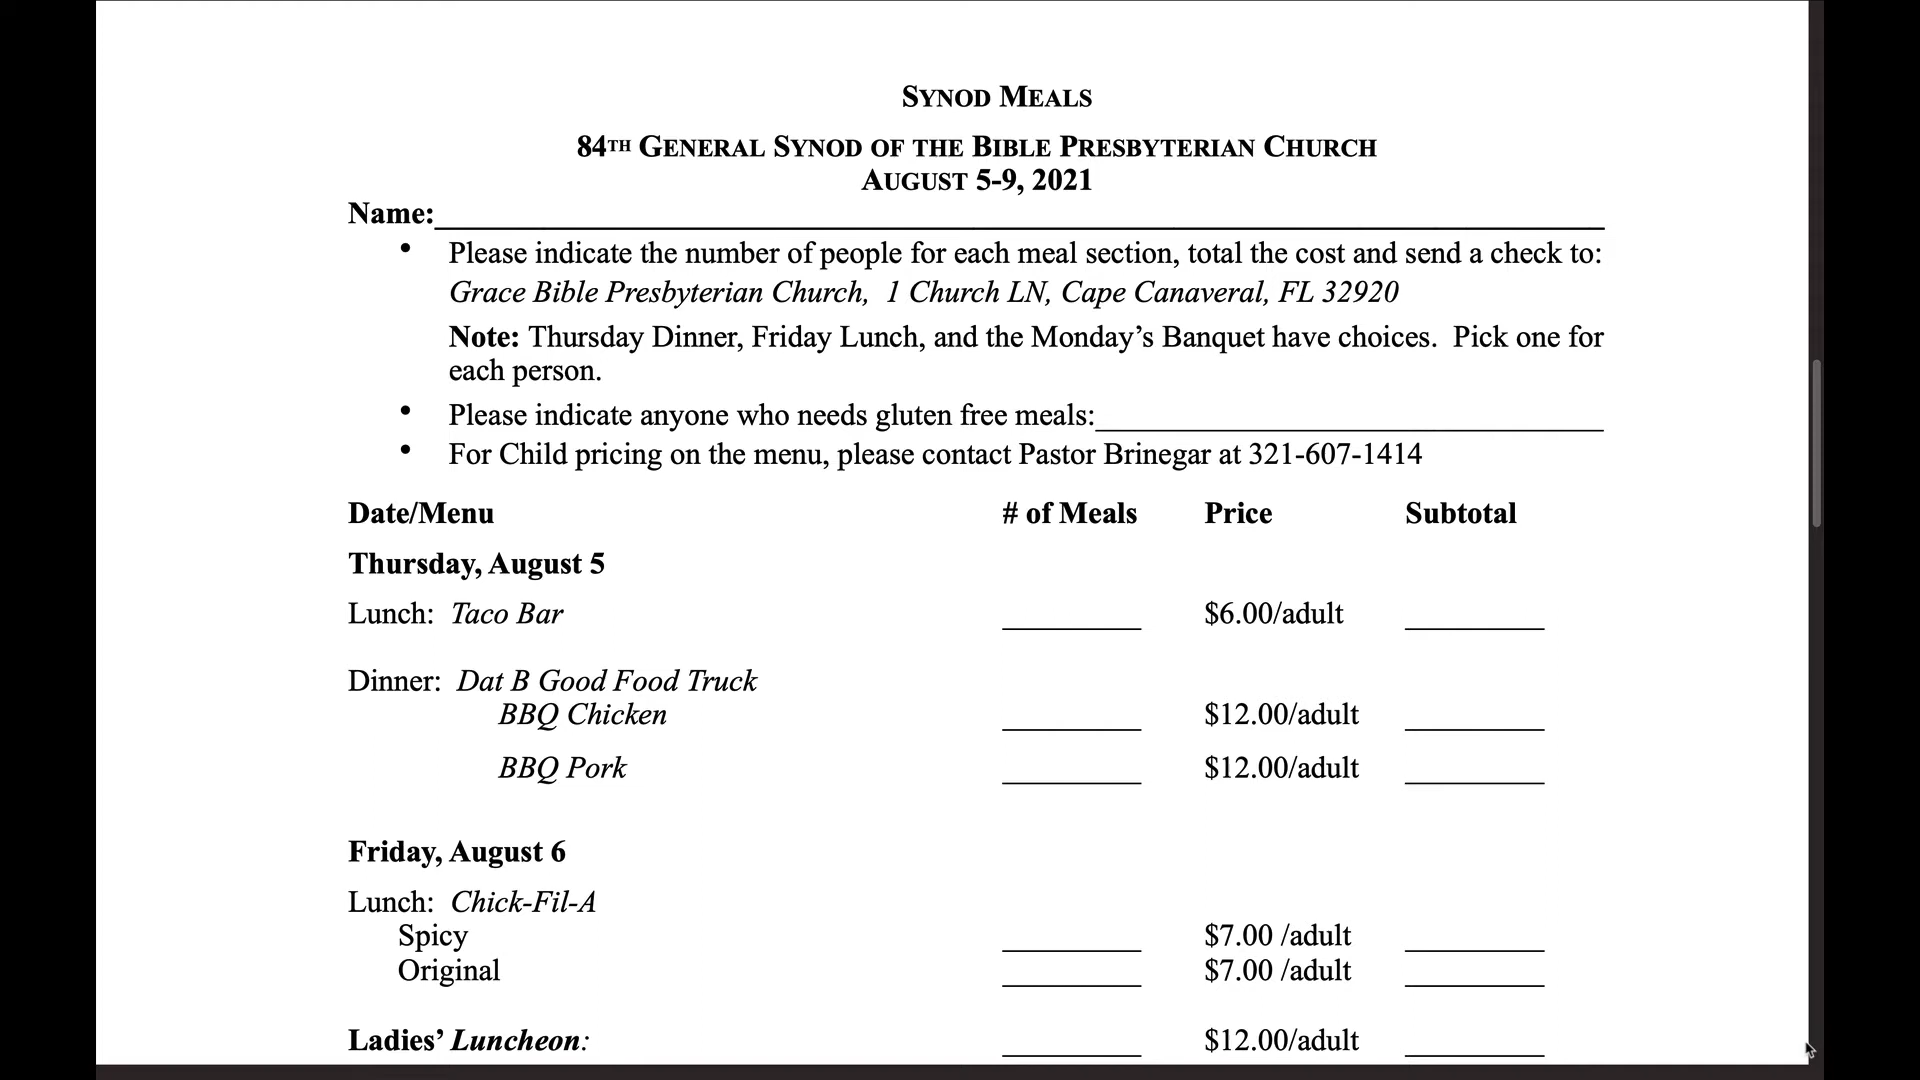 SYNOD MEALS
84TH GENERAL SYNOD OF THE BIBLE PRESBYTERIAN CHURCH
AUGUST 5-9, 2021
Name:
• Please indicate the number of people for each meal section, total the cost and send a check to:
Grace Bible Presbyterian Church, 1 Church LN, Cape Canaveral, FL 32920
Note: Thursday Dinner, Friday Lunch, and the Monday’s Banquet have choices. Pick one for
each person.
• Please indicate anyone who needs gluten free meals:
• For Child pricing on the menu, please contact Pastor Brinegar at 321-607-1414
Date/Menu # of Meals Price Subtotal
Thursday, August 5
Lunch: Taco Bar $6.00/adult
Dinner: Dat B Good Food Truck
BBQ Chicken $12.00/adult
BBQ Pork $12.00/adult
Friday, August 6
Lunch: Chick-Fil-A
Spicy $7.00 /adult
Original $7.00 /adult
Ladies’ Luncheon: $12.00/adult